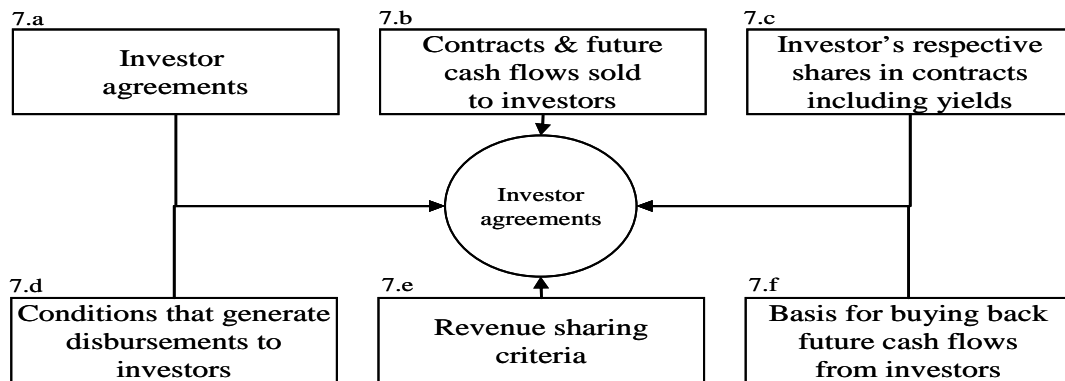 7.a
Investor
agreements
7.b
Contracts & future
cash flows sold
to investors
7.c
Investor’s respective
shares in contracts
including yields
Investor
agreements
7.d
Conditions that generate
disbursements to
investors
7.e
Revenue sharing
criteria
7.f
Basis for buying back
future cash flows
from investors